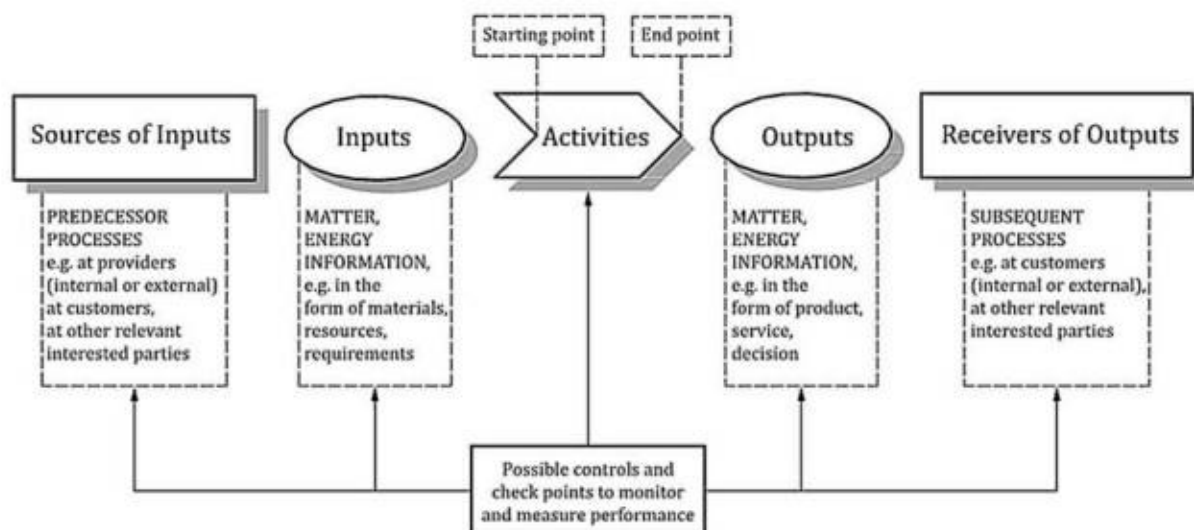 Starting point
End point
Sources of Inputs
Inputs
Activities
Outputs
Receivers of Outputs
PREDECESSOR
PROCESSES
e.g. at providers
(internal or external)
at customers,
at other relevant
interested parties
MATTER,
ENERGY
INFORMATION,
e.g. in the
form of materials,
resources,
requirements
MATTER,
ENERGY
INFORMATION,
e.g. in the
form of product,
service,
decision
SUBSEQUENT
PROCESSES
e.g. at customers
(internal or external),
at other relevant
interested parties
Possible controls and
check points to monitor
and measure performance